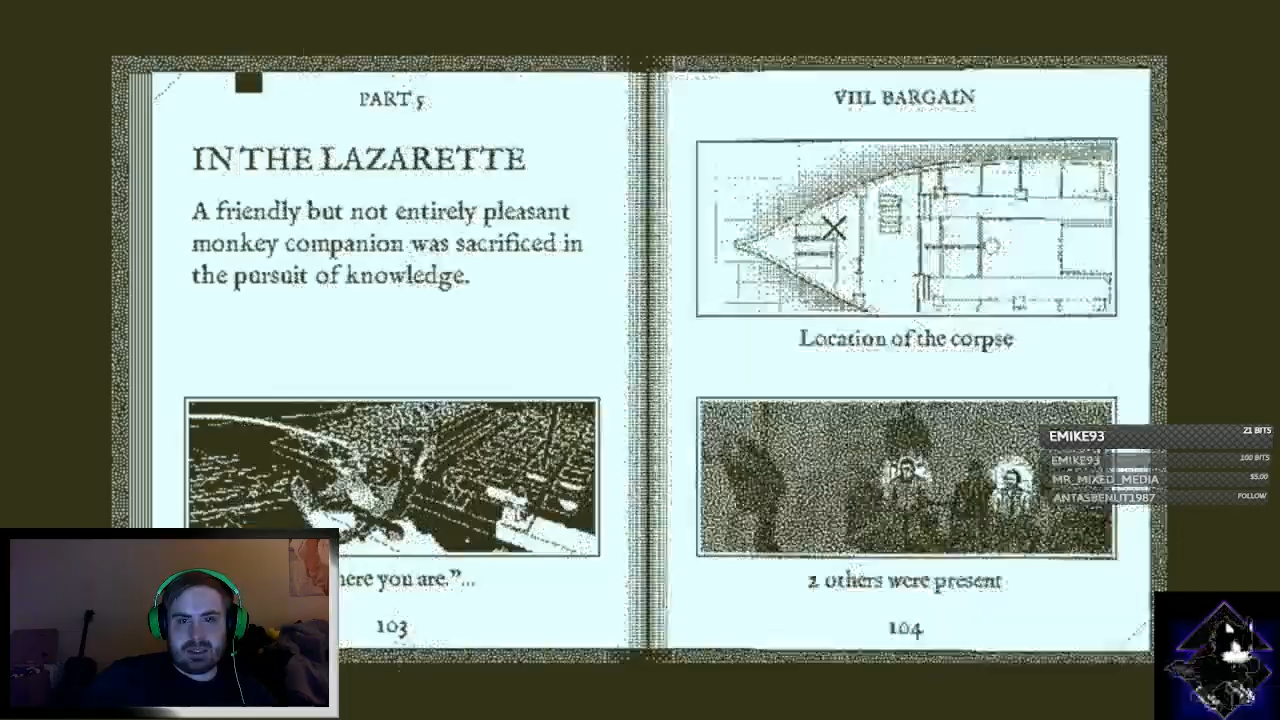 PART 5
IN THE LAZARETTE
A friendly but not entirely pleasant
monkey companion was sacrificed in
the pursuit of knowledge.
here you are."...
103
VIII. BARGAIN
Location of the corpse
2 others were present
104
EMIKE93 21 BITS
EMIKE93 100 BITS
MR_MIXED_MEDIA $5.00
ANTASBENUT1987 FOLLOW